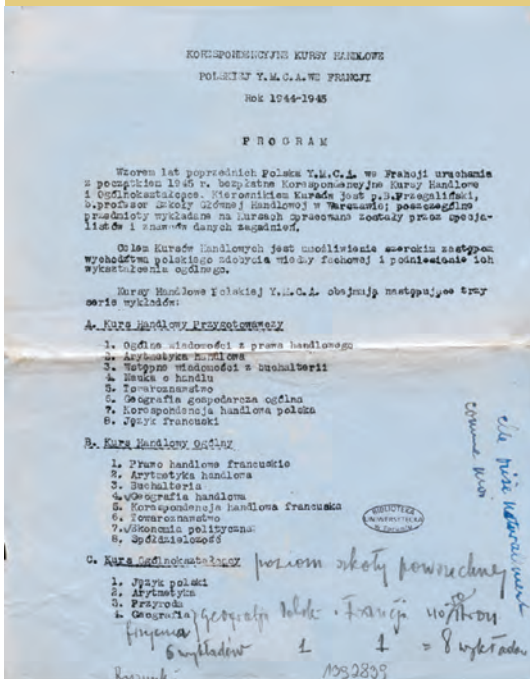 KORESPONDENCYJNE KURSY HANDLOWE
POLSKIEJ Y.M.C.A. WE FRANCJI
Rok 1944-1945
P R O G R A M
Wzorem lat poprzednich Polska Y.M.C.A. we Francji uruchamia
z początkiem 1945 r. bezpłatne Korespondencyjne Kursy Handlowe
i Ogólnokształcące. Kierownikiem Kursów jest p.B.Przegaliński,
b.profesor Szkoły Głównej Handlowej w Warszawie; poszczególne
przedmioty wykładane na Kursach opracowane zostały przez specja-
listów i znawców danych zagadnień.
Celem Kursów Handlowych jest umożliwienie szerokim zastępom
wychodźtwa polskiego zdobycia wiedzy fachowej i podniesienie ich
wykształcenia ogólnego.
Kursy Handlowe Polskiej Y.M.C.A. obejmują następujące trzy
serie wykładów:
A. Kurs Handlowy Przygotowawczy
1. Ogólne wiadomości z prawa handlowego
2. Arytmetyka handlowa
3. Wstępne wiadomości z buchalterii
4. Nauka o handlu
5. Towaroznawstwo
6. Geografia gospodarcza ogólna
7. Korespondencja handlowa polska
8. Język francuski
B. Kurs Handlowy Ogólny
1. Prawo handlowe francuskie
2. Arytmetyka handlowa
3. Buchalteria
4. Geografia handlowa
5. Korespondencja handlowa francuska
6. Towaroznawstwo
7. Ekonomia polityczna
8. Spółdzielczość
BIBLIOTEKA
UNIWERSYTECKA
w Toruniu
comme
C. Kurs Ogólnokształcący poziom szkoły powszechnej
1. Język polski
2. Arytmetyka
3. Przyroda
4. Geografia Geografja Polski Francja
6 wykładów 1 1 = 8 wykładów
1392899